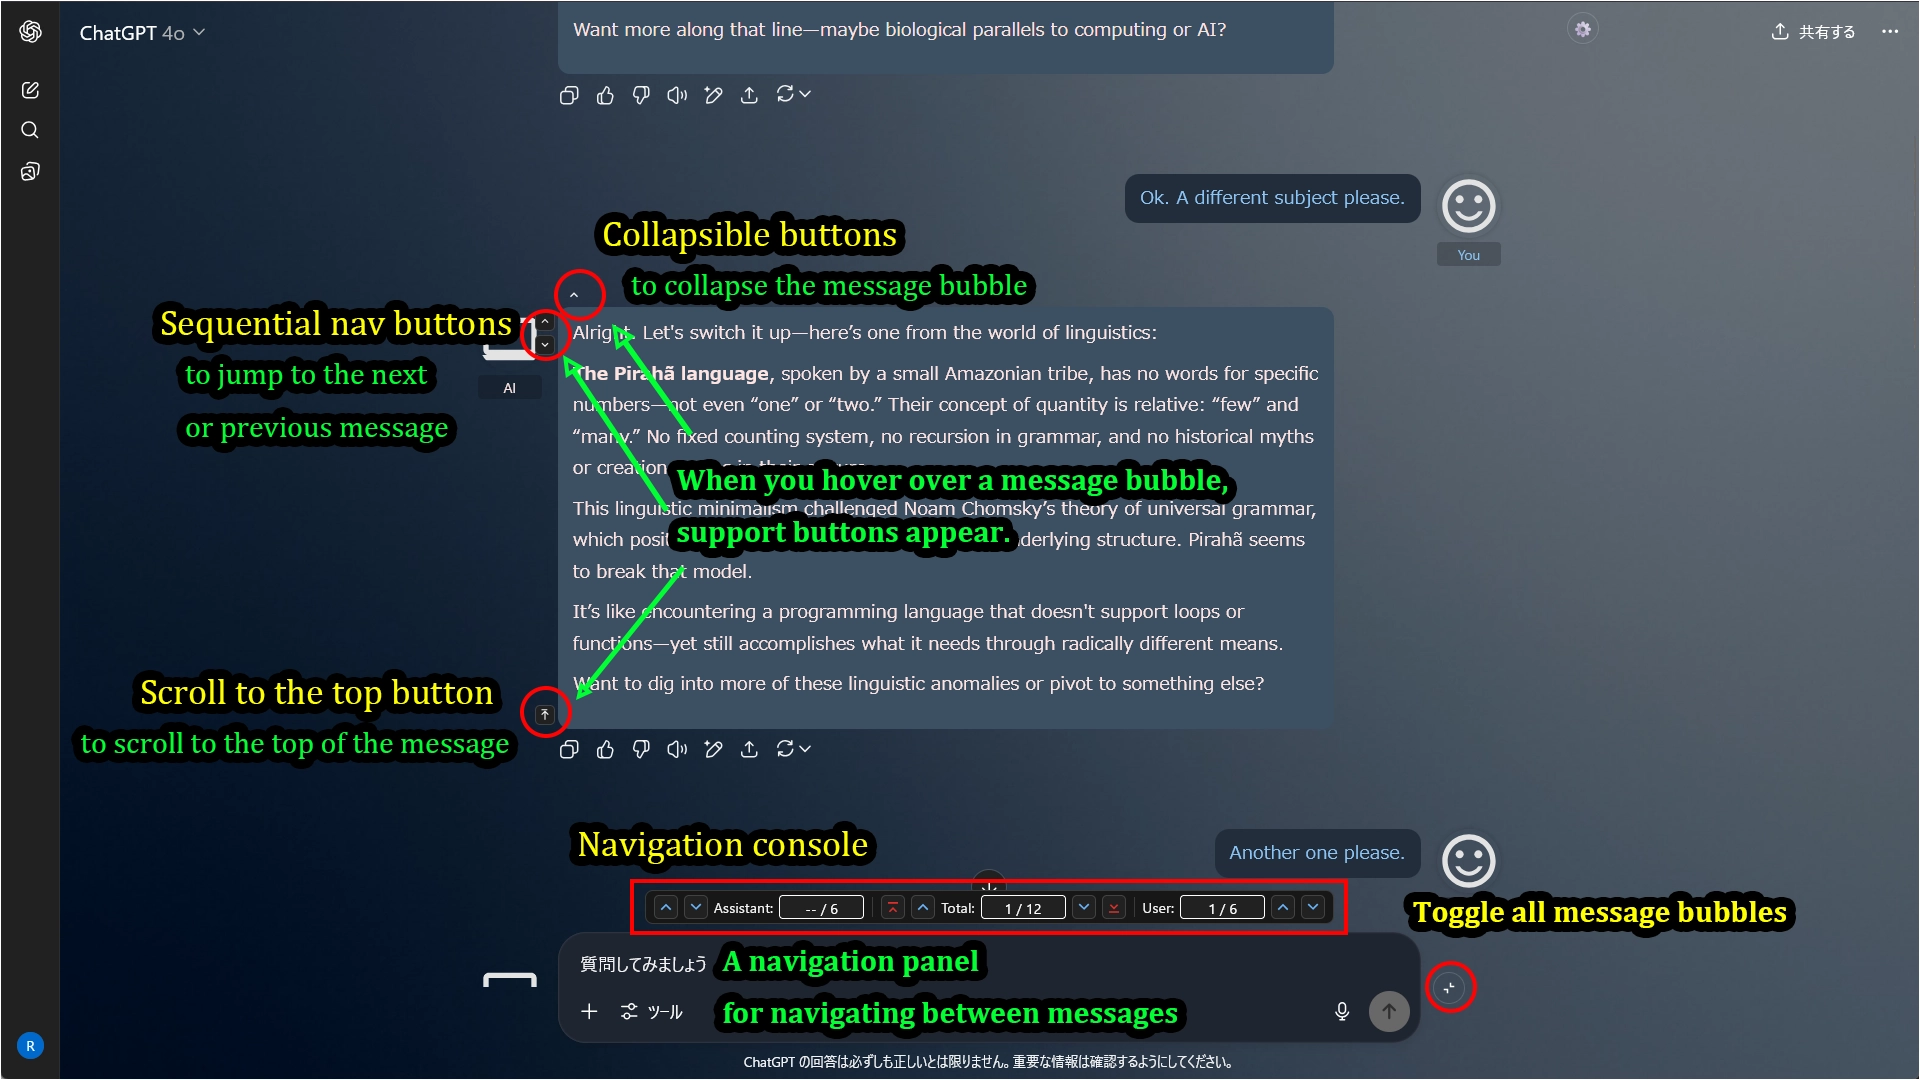 ChatGPT 4o
Want more along that line—maybe biological parallels to computing or AI?
共有する
Ok. A different subject please.
You
Collapsible buttons
to collapse the message bubble
Sequential nav buttons
to jump to the next
or previous message
AI
Alright. Let's switch it up—here’s one from the world of linguistics:
The Pirahã language, spoken by a small Amazonian tribe, has no words for specific
numbers—not even “one” or “two.” Their concept of quantity is relative: “few” and
“many.” No fixed counting system, no recursion in grammar, and no historical myths
or creation
When you hover over a message bubble,
This linguistic minimalism challenged Noam Chomsky’s theory of universal grammar,
support buttons appear.
which structure. Pirahã seems
to break that model.
It’s like encountering a programming language that doesn't support loops or
functions—yet still accomplishes what it needs through radically different means.
Want to dig into more of these linguistic anomalies or pivot to something else?
Scroll to the top button
to scroll to the top of the message
Navigation console
Another one please.
Assistant: -- / 6 Total: 1 / 12 User: 1 / 6
Toggle all message bubbles
質問してみましょう
A navigation panel
for navigating between messages
ツール
R
ChatGPT の回答は必ずしも正しいとは限りません。重要な情報は確認するようにしてください。